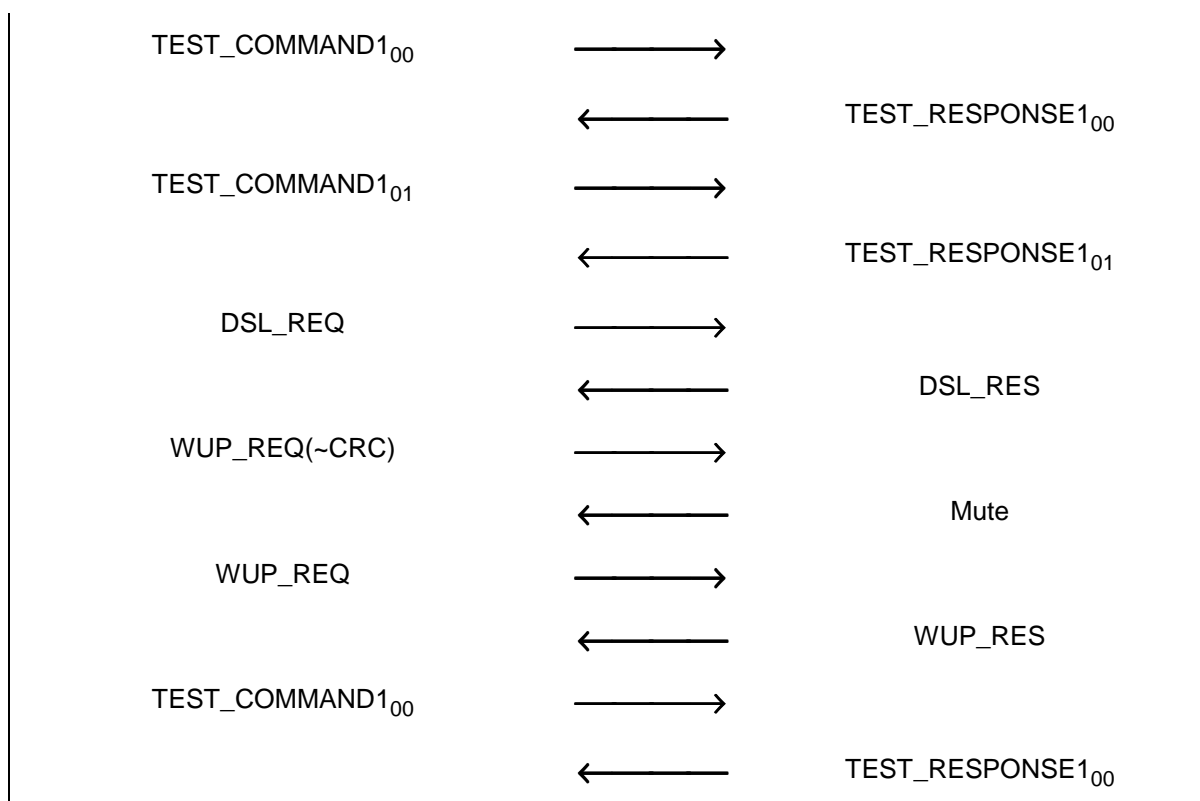 TEST_COMMAND1₀₀
TEST_RESPONSE1₀₀
TEST_COMMAND1₀₁
TEST_RESPONSE1₀₁
DSL_REQ
DSL_RES
WUP_REQ(~CRC)
Mute
WUP_REQ
WUP_RES
TEST_COMMAND1₀₀
TEST_RESPONSE1₀₀